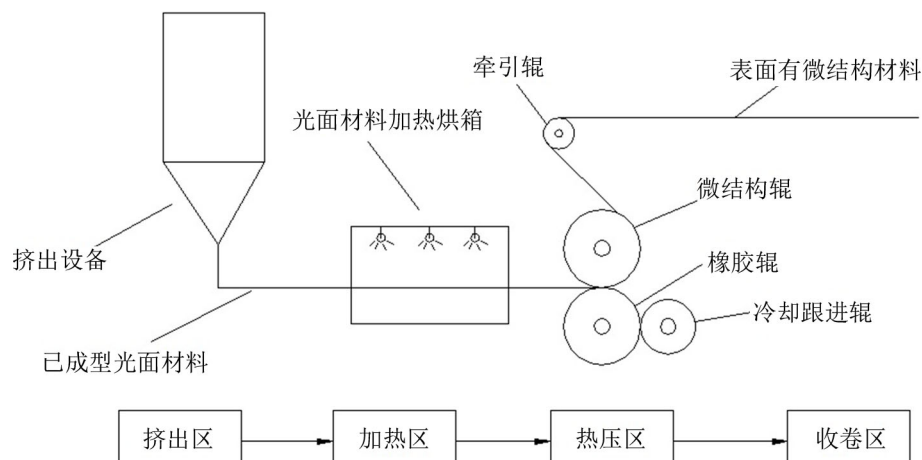 牵引辊
表面有微结构材料
光面材料加热烘箱
微结构辊
挤出设备
橡胶辊
冷却跟进辊
已成型光面材料
挤出区
加热区
热压区
收卷区